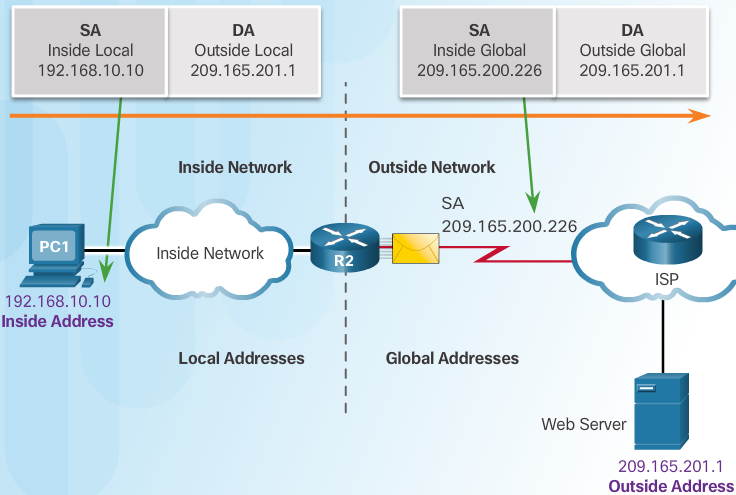 SA
Inside Local
192.168.10.10
DA
Outside Local
209.165.201.1
SA
Inside Global
209.165.200.226
DA
Outside Global
209.165.201.1
Inside Network
Outside Network
SA
209.165.200.226
PC1
Inside Network
R2
ISP
192.168.10.10
Inside Address
Local Addresses
Global Addresses
Web Server
209.165.201.1
Outside Address